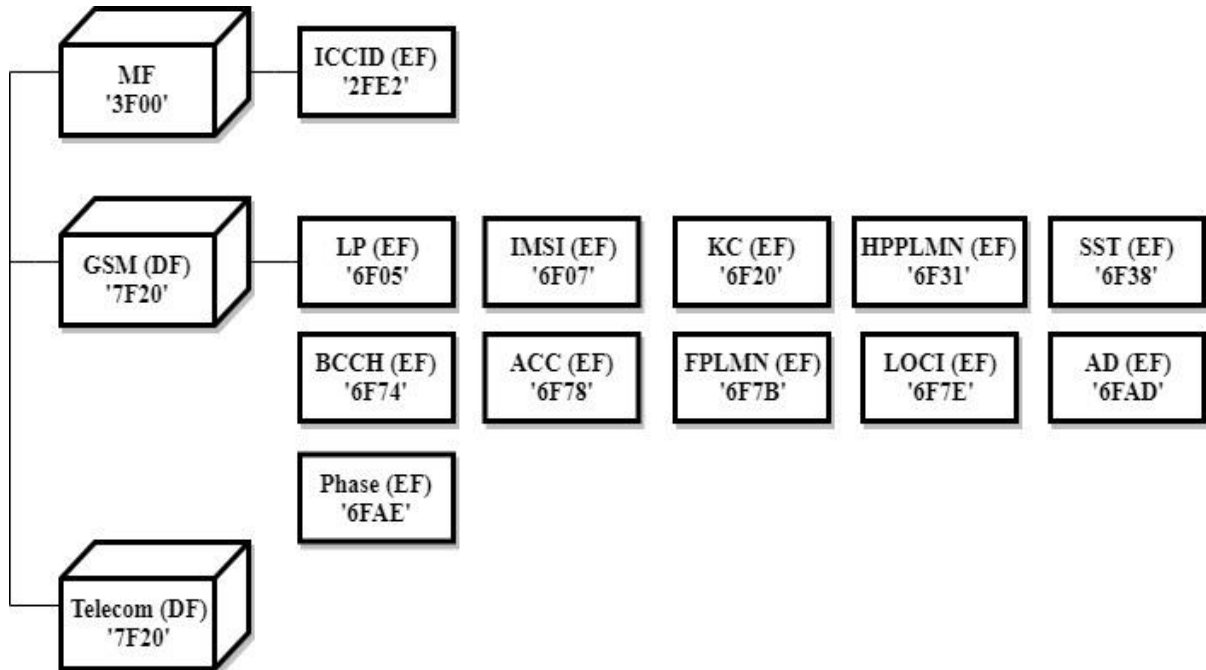 MF
'3F00'
ICCID (EF)
'2FE2'
GSM (DF)
'7F20'
LP (EF)
'6F05'
IMSI (EF)
'6F07'
KC (EF)
'6F20'
HPPLMN (EF)
'6F31'
SST (EF)
'6F38'
BCCH (EF)
'6F74'
ACC (EF)
'6F78'
FPLMN (EF)
'6F7B'
LOCI (EF)
'6F7E'
AD (EF)
'6FAD'
Phase (EF)
'6FAE'
Telecom (DF)
'7F20'